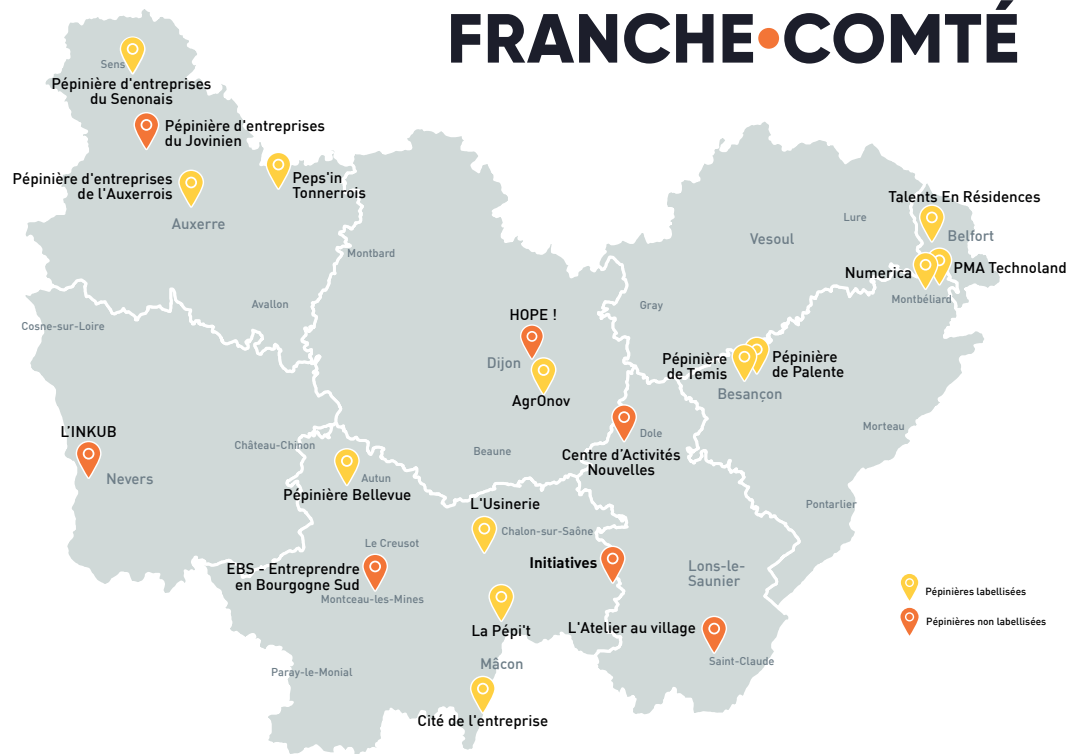 FRANCHE•COMTÉ
Sens
Pépinière d'entreprises
du Senonais
Pépinière d'entreprises
du Jovinien
Pépinière d'entreprises
de l'Auxerrois
Peps'in
Tonnerrois
Auxerre
Talents En Résidences
Lure
Belfort
Vesoul
Montbard
Numerica
PMA Technoland
Montbéliard
Avallon
Gray
Cosne-sur-Loire
HOPE !
Dijon
Pépinière
de Temis
Pépinière
de Palente
Besançon
AgrOnov
L'INKUB
Château-Chinon
Dole
Morteau
Beaune
Centre d'Activités
Nouvelles
Nevers
Autun
Pépinière Bellevue
L'Usinerie
Pontarlier
Chalon-sur-Saône
Le Creusot
Initiatives
EBS - Entreprendre
en Bourgogne Sud
Montceau-les-Mines
Lons-le-
Saunier
Pépinières labellisées
Pépinières non labellisées
La Pépi't
L'Atelier au village
Saint-Claude
Mâcon
Paray-le-Monial
Cité de l'entreprise